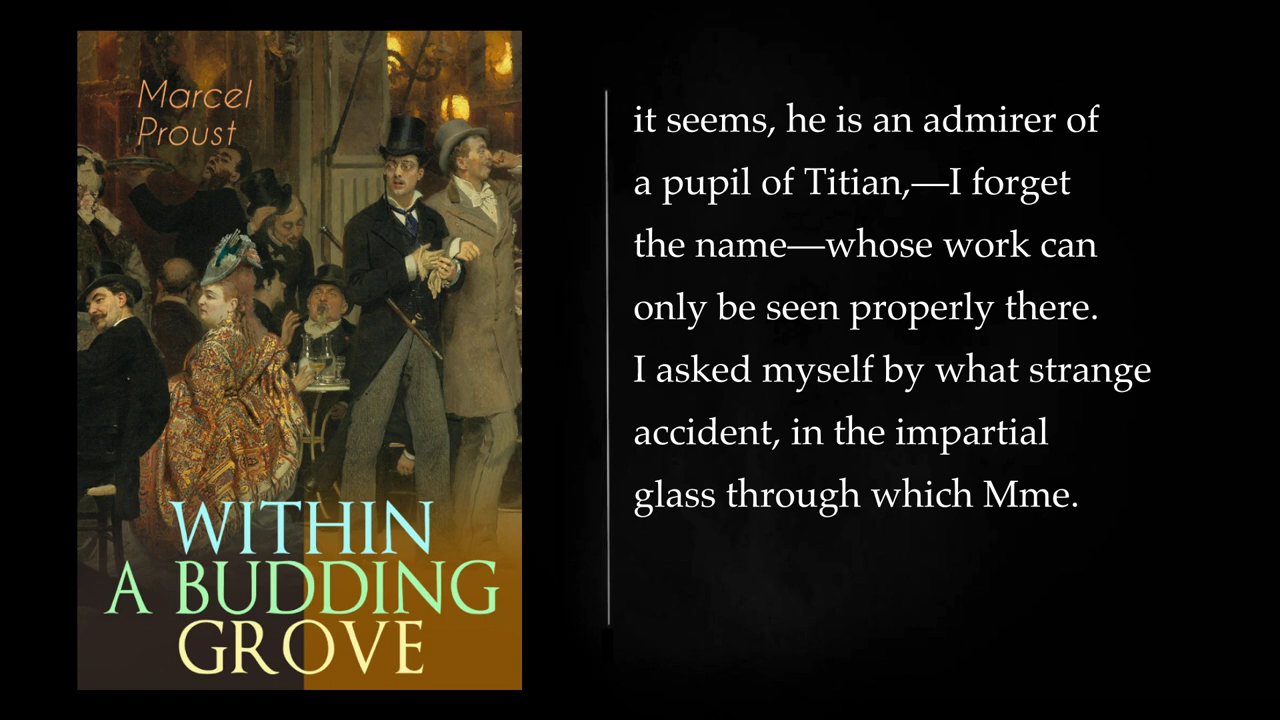 Marcel
Proust
WITHIN
A BUDDING
GROVE
it seems, he is an admirer of
a pupil of Titian,—I forget
the name—whose work can
only be seen properly there.
I asked myself by what strange
accident, in the impartial
glass through which Mme.